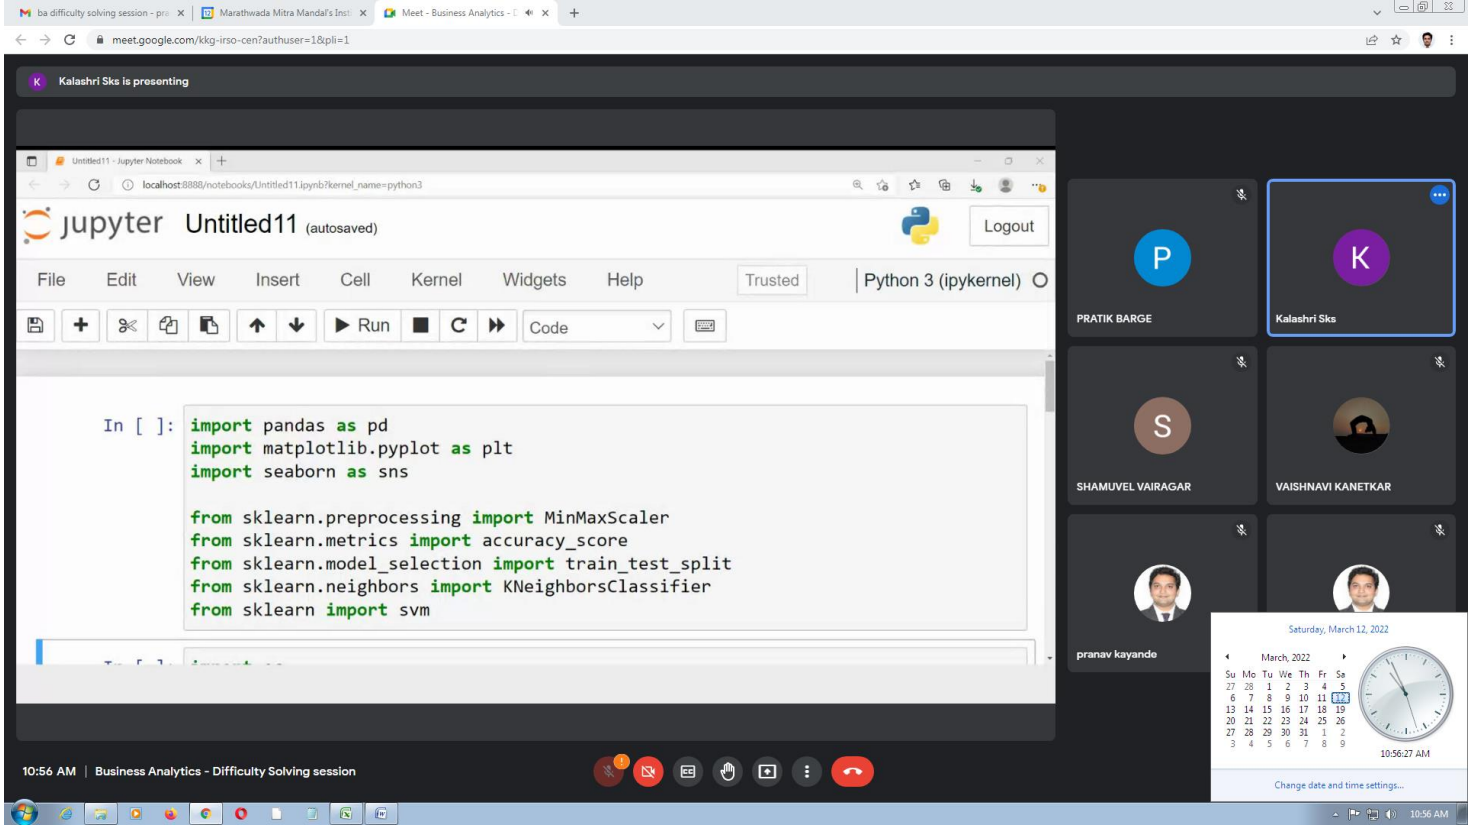 ba difficulty solving session - pra
Marathwada Mitra Mandal's Insti
Meet - Business Analytics - D
meet.google.com/kkg-irso-cen?authuser=1&pli=1
K
Kalashri Sks is presenting
Untitled11 - Jupyter Notebook
localhost:8888/notebooks/Untitled11.ipynb?kernel_name=python3
jupyter Untitled11 (autosaved)
Logout
File Edit View Insert Cell Kernel Widgets Help
Trusted
Python 3 (ipykernel)
Run
Code
In [ ]:
import pandas as pd
import matplotlib.pyplot as plt
import seaborn as sns
from sklearn.preprocessing import MinMaxScaler
from sklearn.metrics import accuracy_score
from sklearn.model_selection import train_test_split
from sklearn.neighbors import KNeighborsClassifier
from sklearn import svm
P
PRATIK BARGE
K
Kalashri Sks
S
SHAMUVEL VAIRAGAR
VAISHNAVI KANETKAR
pranav kayande
Saturday, March 12, 2022
March, 2022
Su Mo Tu We Th Fr Sa
27 28 1 2 3 4 5
6 7 8 9 10 11 12
13 14 15 16 17 18 19
20 21 22 23 24 25 26
27 28 29 30 31 1 2
3 4 5 6 7 8 9
10:56:27 AM
Change date and time settings...
10:56 AM | Business Analytics - Difficulty Solving session
10:56 AM